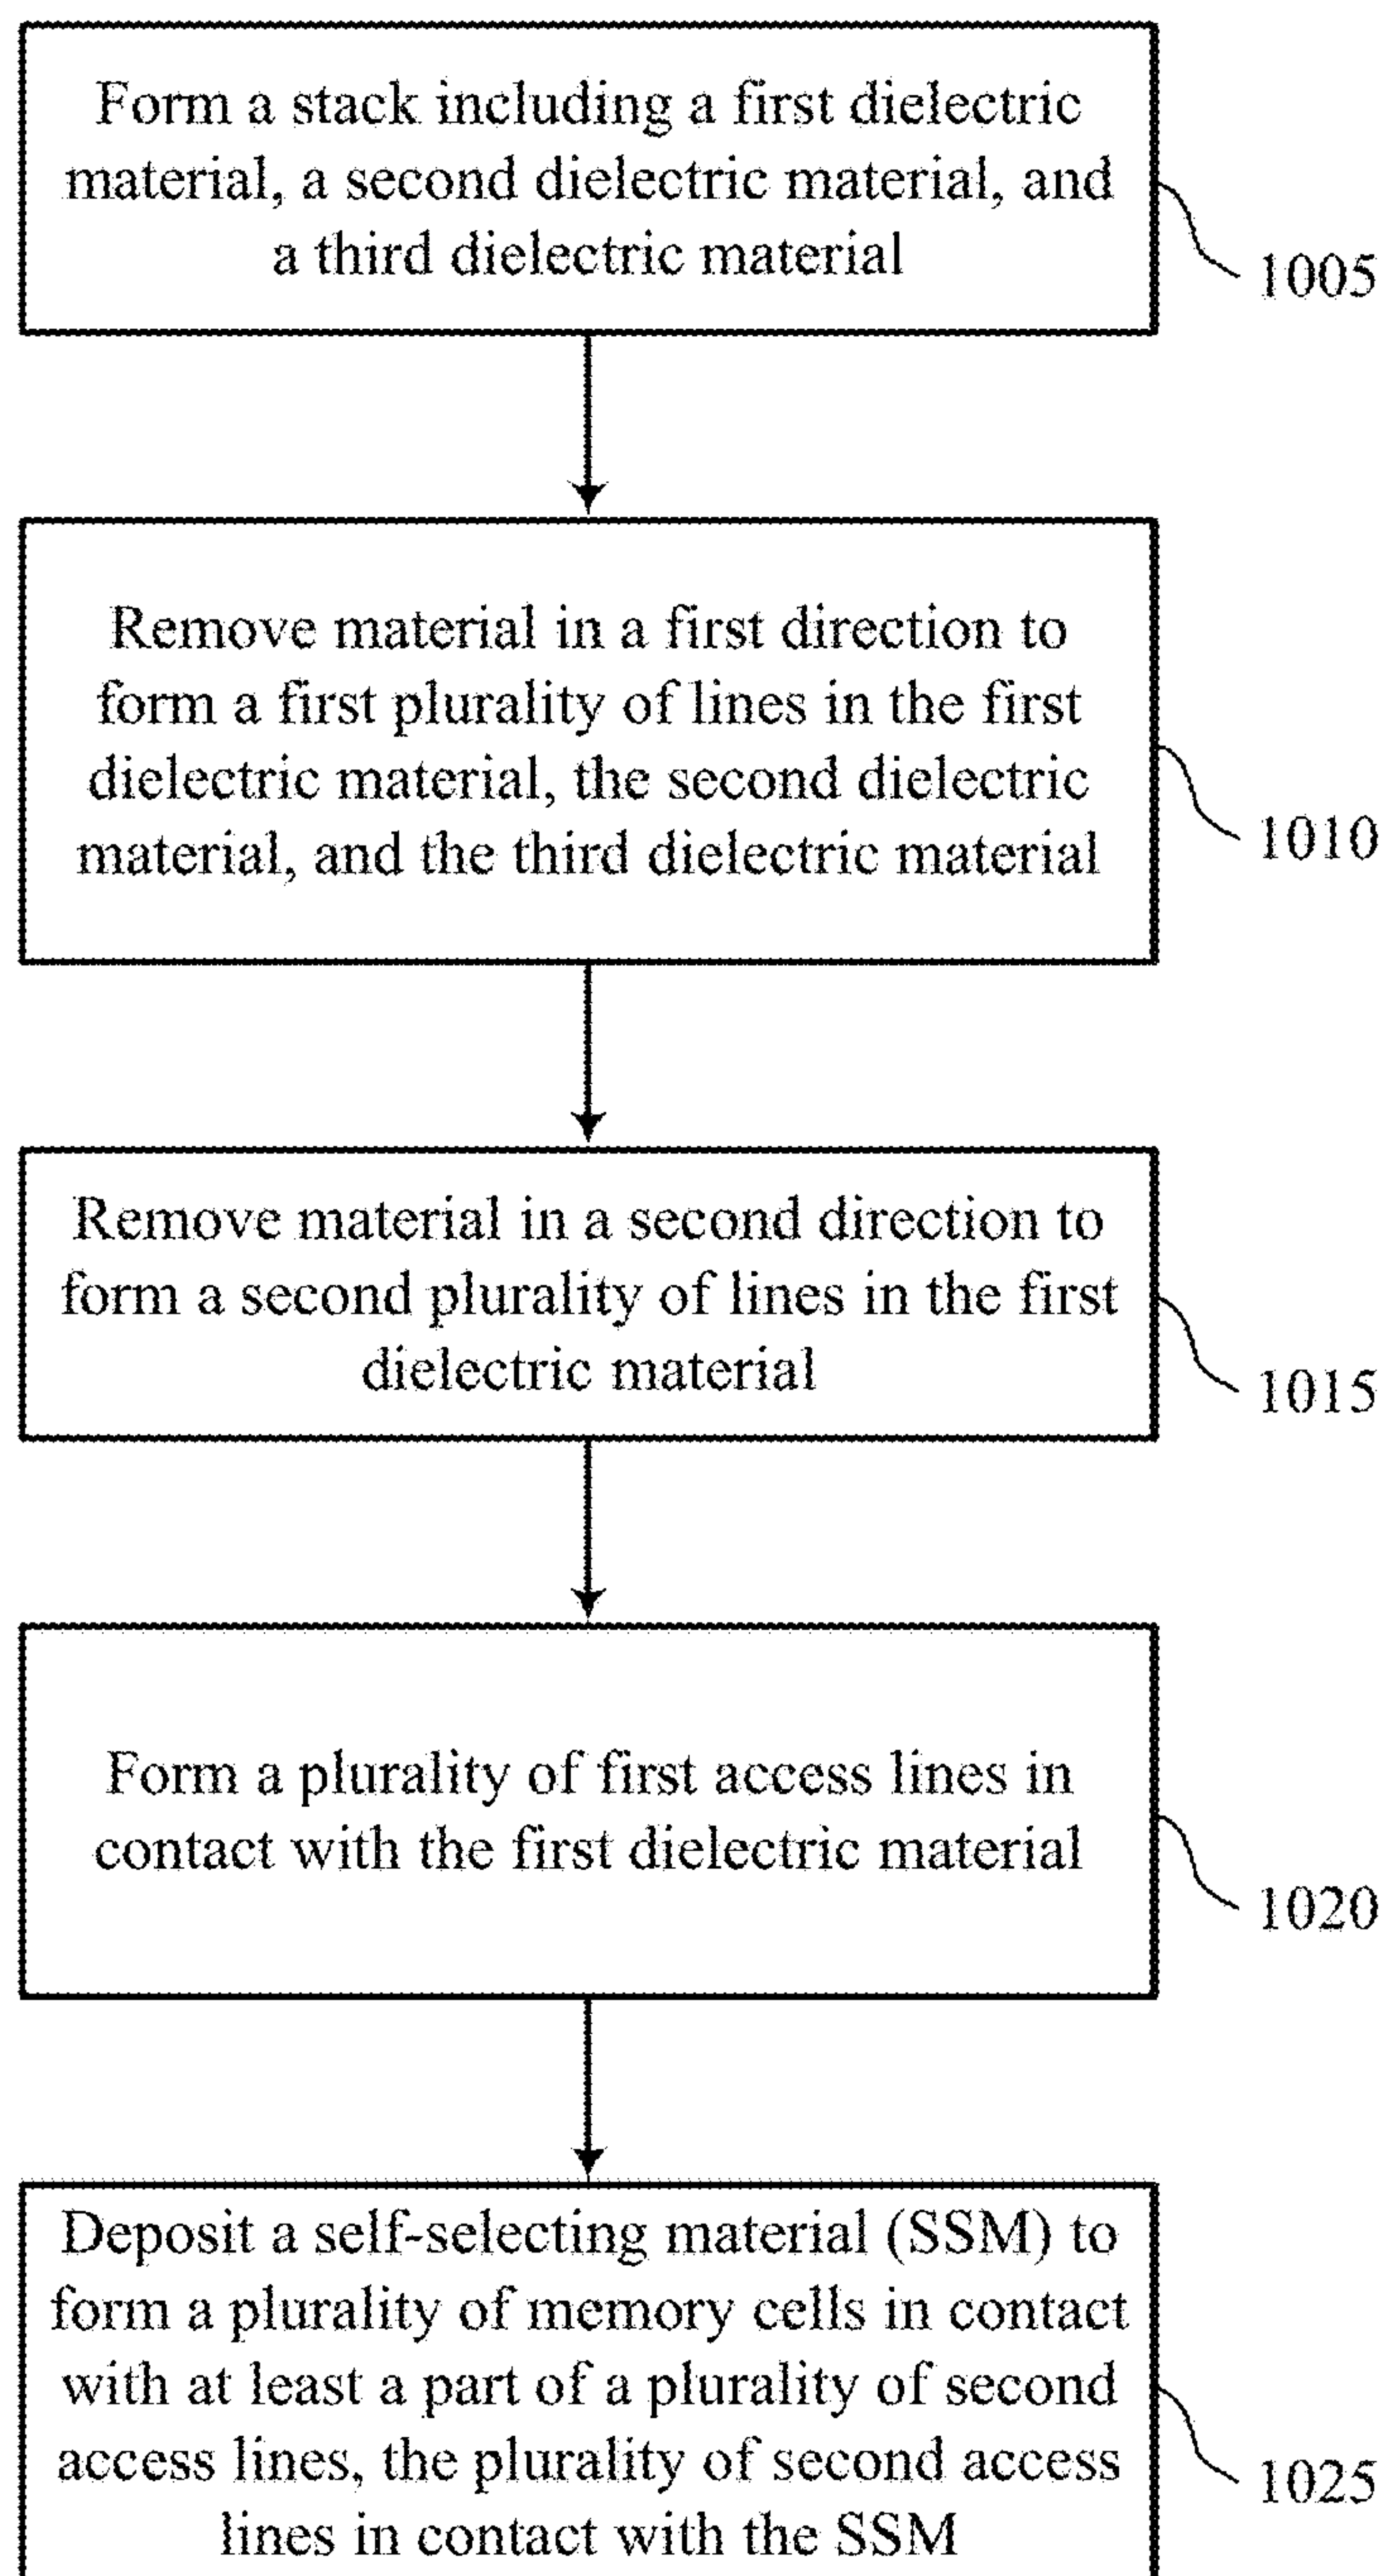 Form a stack including a first dielectric
material, a second dielectric material, and
a third dielectric material
1005
Remove material in a first direction to
form a first plurality of lines in the first
dielectric material, the second dielectric
material, and the third dielectric material
1010
Remove material in a second direction to
form a second plurality of lines in the first
dielectric material
1015
Form a plurality of first access lines in
contact with the first dielectric material
1020
Deposit a self-selecting material (SSM) to
form a plurality of memory cells in contact
with at least a part of a plurality of second
access lines, the plurality of second access
lines in contact with the SSM
1025